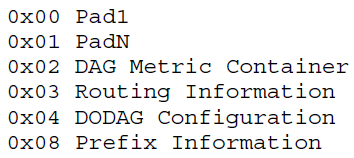 0x00 Pad1
0x01 PadN
0x02 DAG Metric Container
0x03 Routing Information
0x04 DODAG Configuration
0x08 Prefix Information